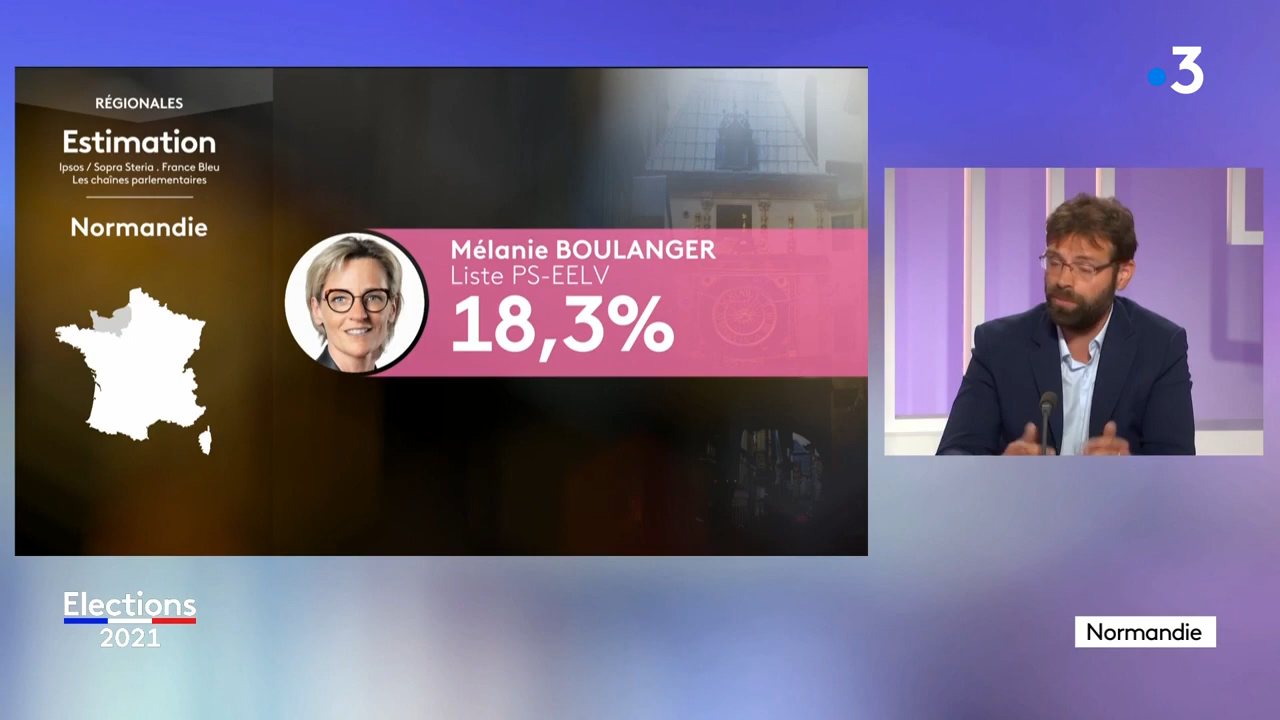 3
RÉGIONALES
Estimation
Ipsos / Sopra Steria . France Bleu
Les chaînes parlementaires
Normandie
Mélanie BOULANGER
Liste PS-EELV
18,3%
Elections
2021
Normandie